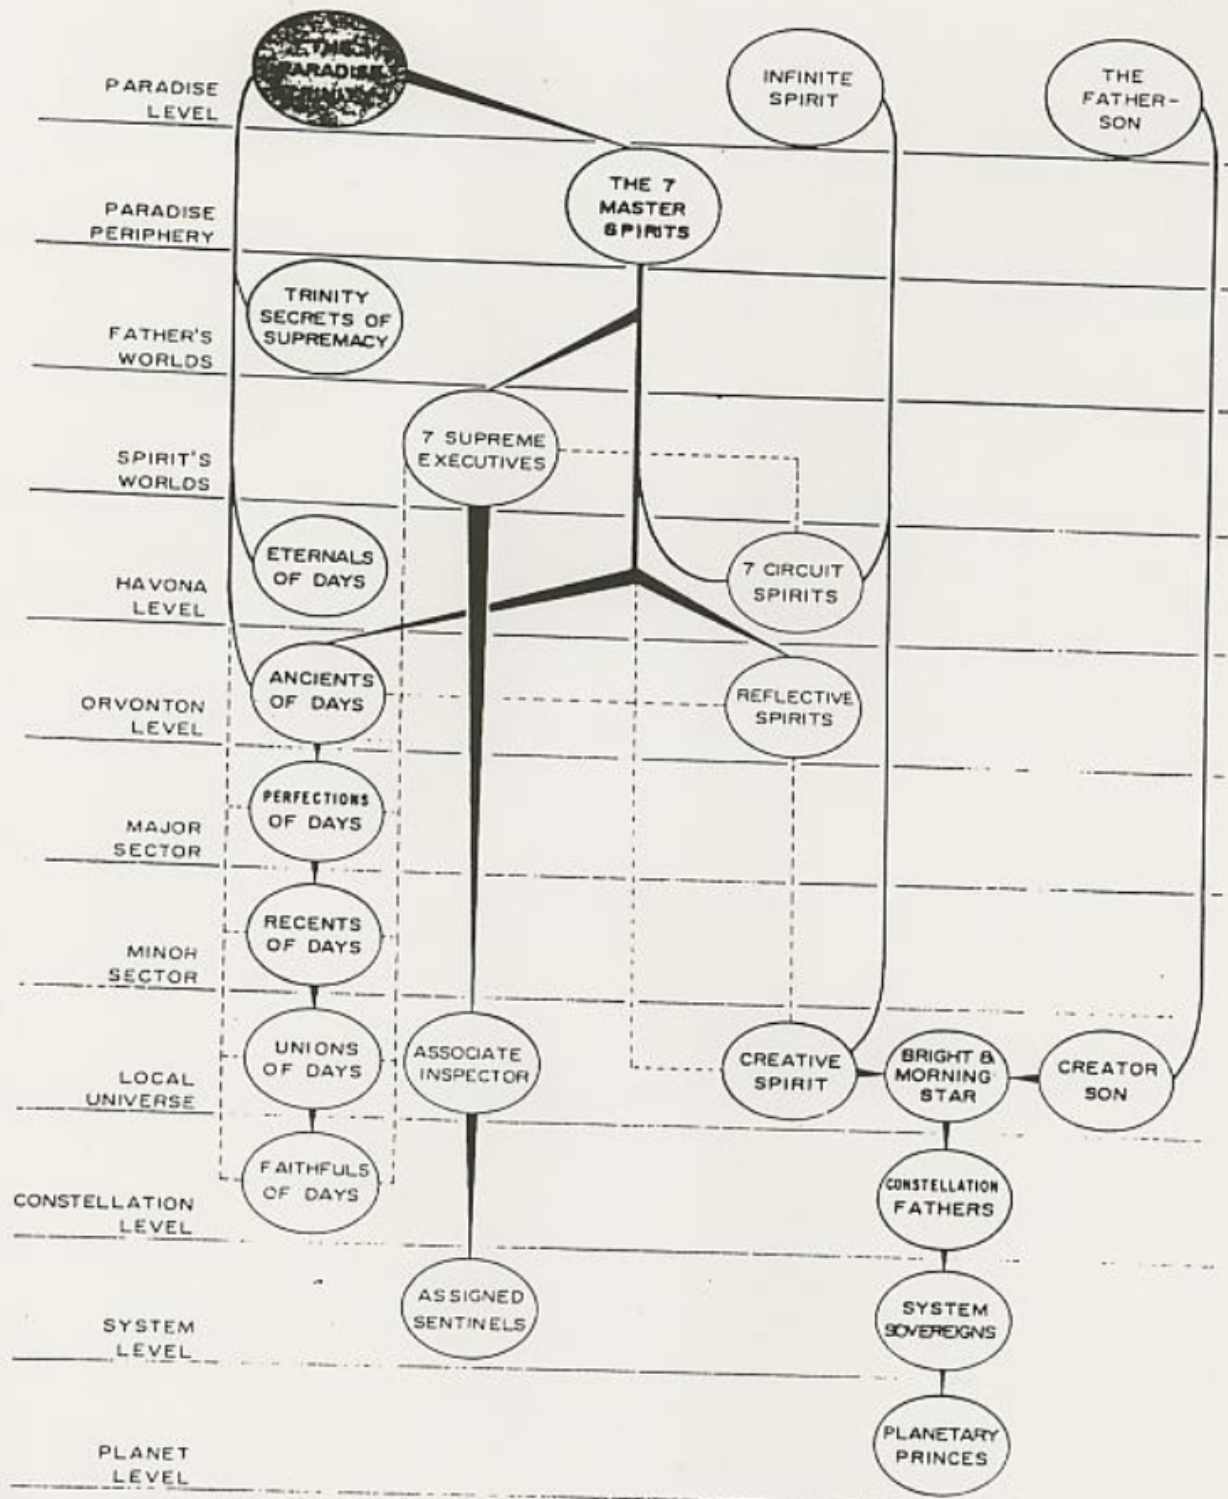 THE
PARADISE
INFINITE
SPIRIT
THE
FATHER-
SON
PARADISE
LEVEL
THE 7
MASTER
SPIRITS
PARADISE
PERIPHERY
TRINITY
SECRETS OF
SUPREMACY
FATHER'S
WORLDS
7 SUPREME
EXECUTIVES
SPIRIT'S
WORLDS
ETERNALS
OF DAYS
7 CIRCUIT
SPIRITS
HAVONA
LEVEL
ANCIENTS
OF DAYS
REFLECTIVE
SPIRITS
ORVONTON
LEVEL
PERFECTIONS
OF DAYS
MAJOR
SECTOR
RECENTS
OF DAYS
MINOR
SECTOR
UNIONS
OF DAYS
ASSOCIATE
INSPECTOR
CREATIVE
SPIRIT
BRIGHT &
MORNING
STAR
CREATOR
SON
LOCAL
UNIVERSE
FAITHFULS
OF DAYS
CONSTELLATION
FATHERS
CONSTELLATION
LEVEL
ASSIGNED
SENTINELS
SYSTEM
SOVEREIGNS
SYSTEM
LEVEL
PLANETARY
PRINCES
PLANET
LEVEL